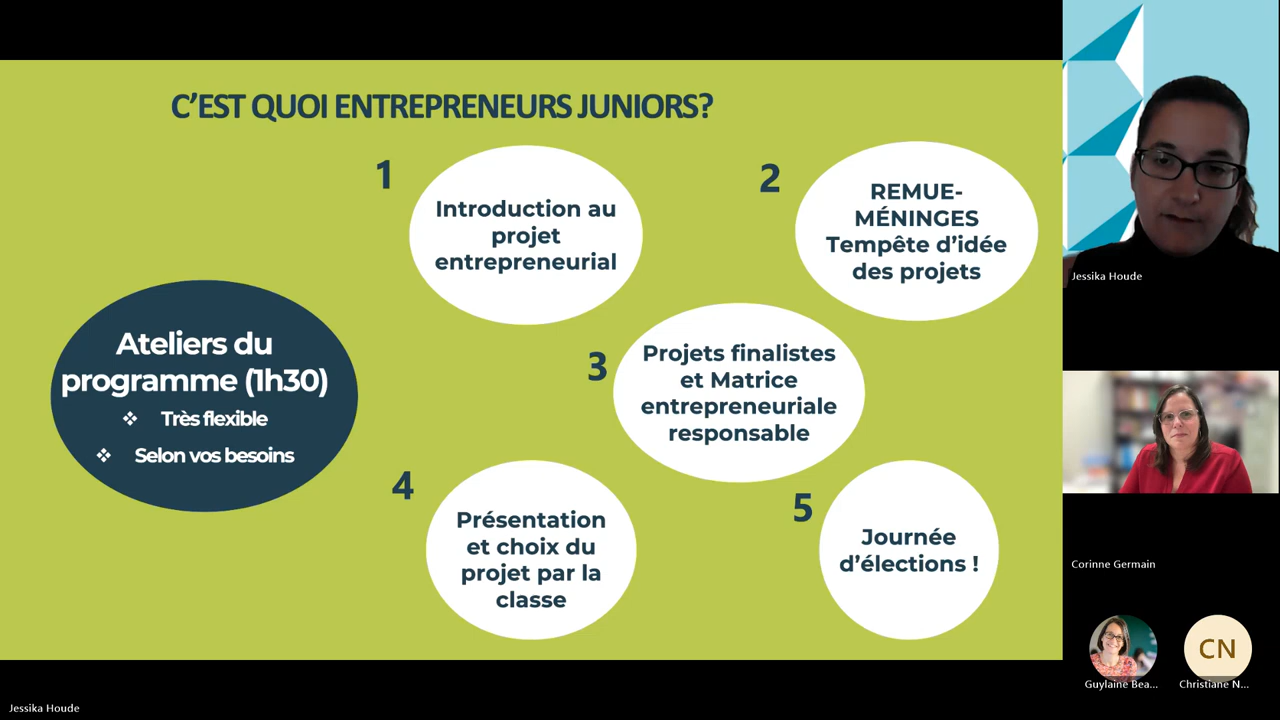 C'EST QUOI ENTREPRENEURS JUNIORS?
Ateliers du
programme (1h30)
❖ Très flexible
❖ Selon vos besoins
1
Introduction au
projet
entrepreneurial
2
REMUE-
MÉNINGES
Tempête d'idée
des projets
3
Projets finalistes
et Matrice
entrepreneuriale
responsable
4
Présentation
et choix du
projet par la
classe
5
Journée
d'élections !
Jessika Houde
Corinne Germain
CN
Guylaine Bea...
Christiane N...
Jessika Houde